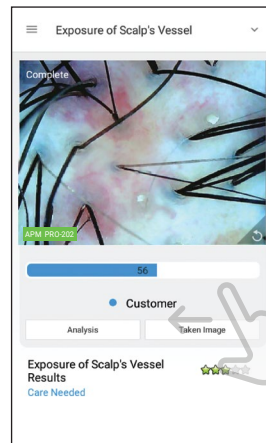 Exposure of Scalp's Vessel
Complete
APM PRO-202
56
Customer
Analysis
Taken Image
Exposure of Scalp's Vessel
Results
Care Needed